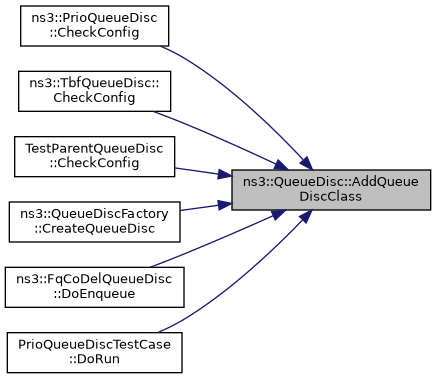 ns3::PrioQueueDisc
::CheckConfig
ns3::TbfQueueDisc::
CheckConfig
TestParentQueueDisc
::CheckConfig
ns3::QueueDisc::AddQueue
DiscClass
ns3::QueueDiscFactory
::CreateQueueDisc
ns3::FqCoDelQueueDisc
::DoEnqueue
PrioQueueDiscTestCase
::DoRun